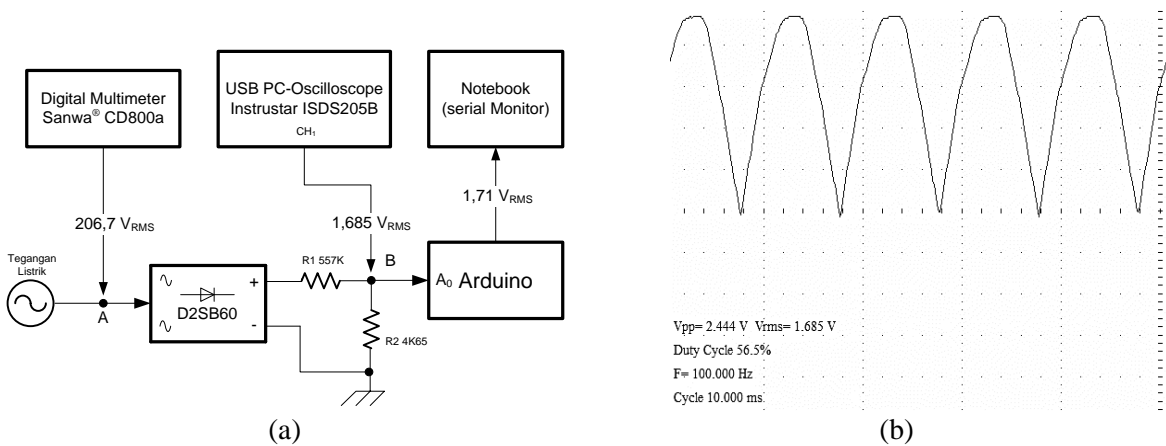 Digital Multimeter
Sanwa® CD800a
USB PC-Oscilloscope
Instrustar ISDS205B
CH1
Notebook
(serial Monitor)
206,7 VRMS
1,685 VRMS
1,71 VRMS
Tegangan
Listrik
A
D2SB60
+
-
R1 557K
B
R2 4K65
A0 Arduino
(a)
Vpp= 2.444 V Vrms= 1.685 V
Duty Cycle 56.5%
F= 100.000 Hz
Cycle 10.000 ms
(b)